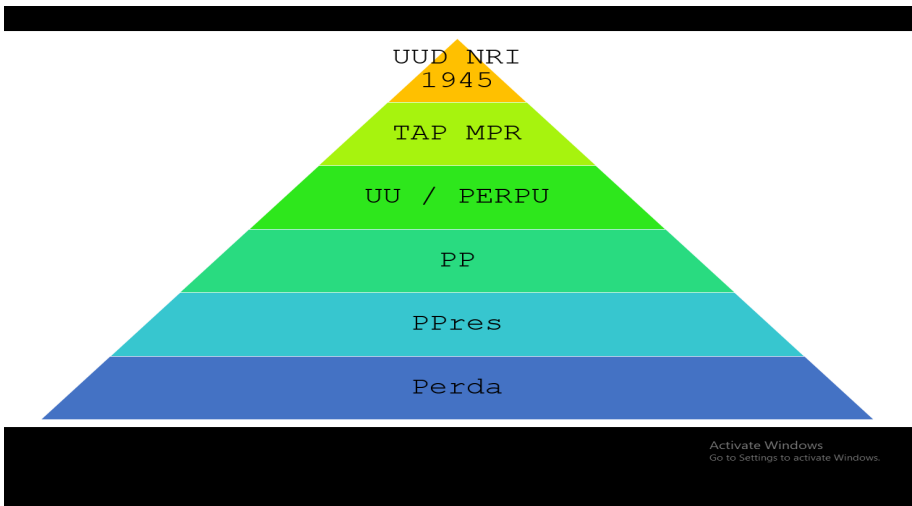 UUD NRI
1945
TAP MPR
UU / PERPU
PP
PPres
Perda
Activate Windows
Go to Settings to activate Windows.